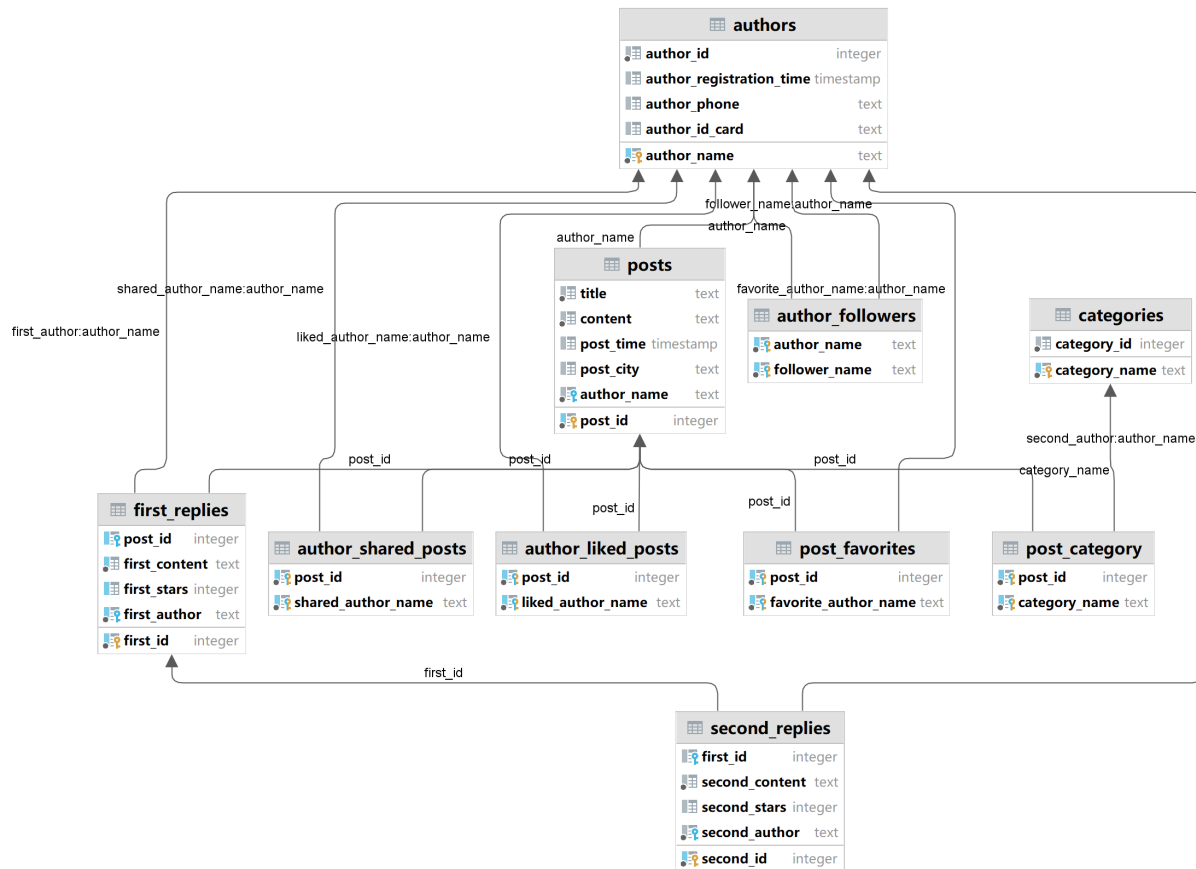 authors
author_id integer
author_registration_time timestamp
author_phone text
author_id_card text
author_name text
follower_name:author_name
author_name
author_name
posts
title text
content text
post_time timestamp
post_city text
author_name text
post_id integer
shared_author_name:author_name
favorite_author_name:author_name
first_author:author_name
liked_author_name:author_name
author_followers
author_name text
follower_name text
categories
category_id integer
category_name text
second_author:author_name
category_name
post_id
post_id
post_id
post_id
post_id
first_replies
post_id integer
first_content text
first_stars integer
first_author text
first_id integer
author_shared_posts
post_id integer
shared_author_name text
author_liked_posts
post_id integer
liked_author_name text
post_favorites
post_id integer
favorite_author_name text
post_category
post_id integer
category_name text
first_id
second_replies
first_id integer
second_content text
second_stars integer
second_author text
second_id integer